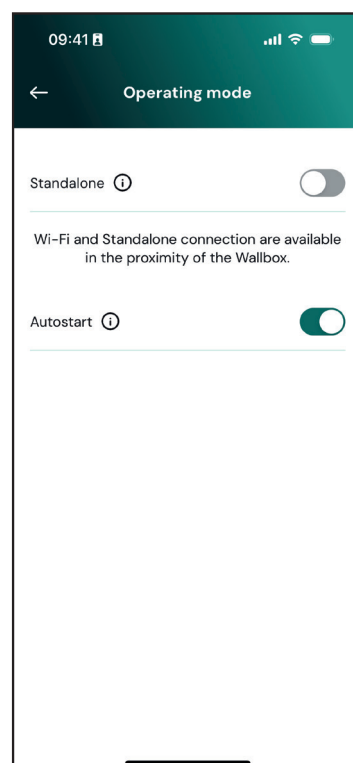 09:41
Operating mode
Standalone
Wi-Fi and Standalone connection are available
in the proximity of the Wallbox.
Autostart